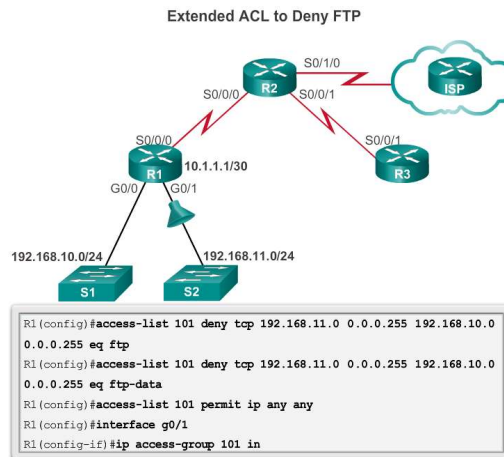 Extended ACL to Deny FTP
S0/1/0
R2
ISP
S0/0/0
S0/0/1
S0/0/0
S0/0/1
R1
10.1.1.1/30
R3
G0/0
G0/1
192.168.10.0/24
192.168.11.0/24
S1
S2
R1(config)#access-list 101 deny tcp 192.168.11.0 0.0.0.255 192.168.10.0
0.0.0.255 eq ftp
R1(config)#access-list 101 deny tcp 192.168.11.0 0.0.0.255 192.168.10.0
0.0.0.255 eq ftp-data
R1(config)#access-list 101 permit ip any any
R1(config)#interface g0/1
R1(config-if)#ip access-group 101 in